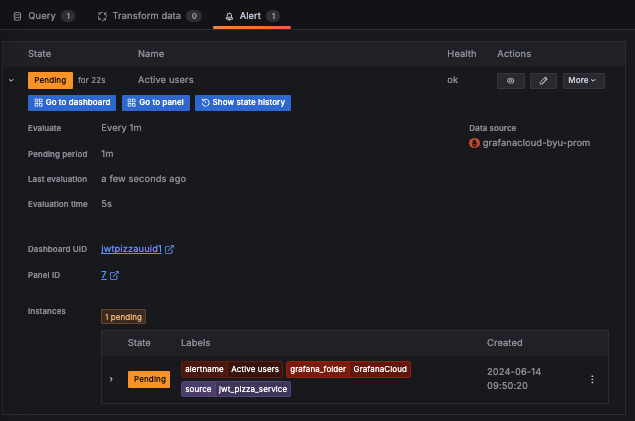 Query 1 Transform data 0 Alert 1
State Name Health Actions
Pending for 22s Active users ok More
Go to dashboard Go to panel Show state history
Evaluate Every 1m Data source
grafanacloud-byu-prom
Pending period 1m
Last evaluation a few seconds ago
Evaluation time 5s
Dashboard UID jwtpizzauuid1
Panel ID 7
Instances 1 pending
State Labels Created
Pending alertname Active users grafana_folder GrafanaCloud 2024-06-14
source jwt_pizza_service 09:50:20